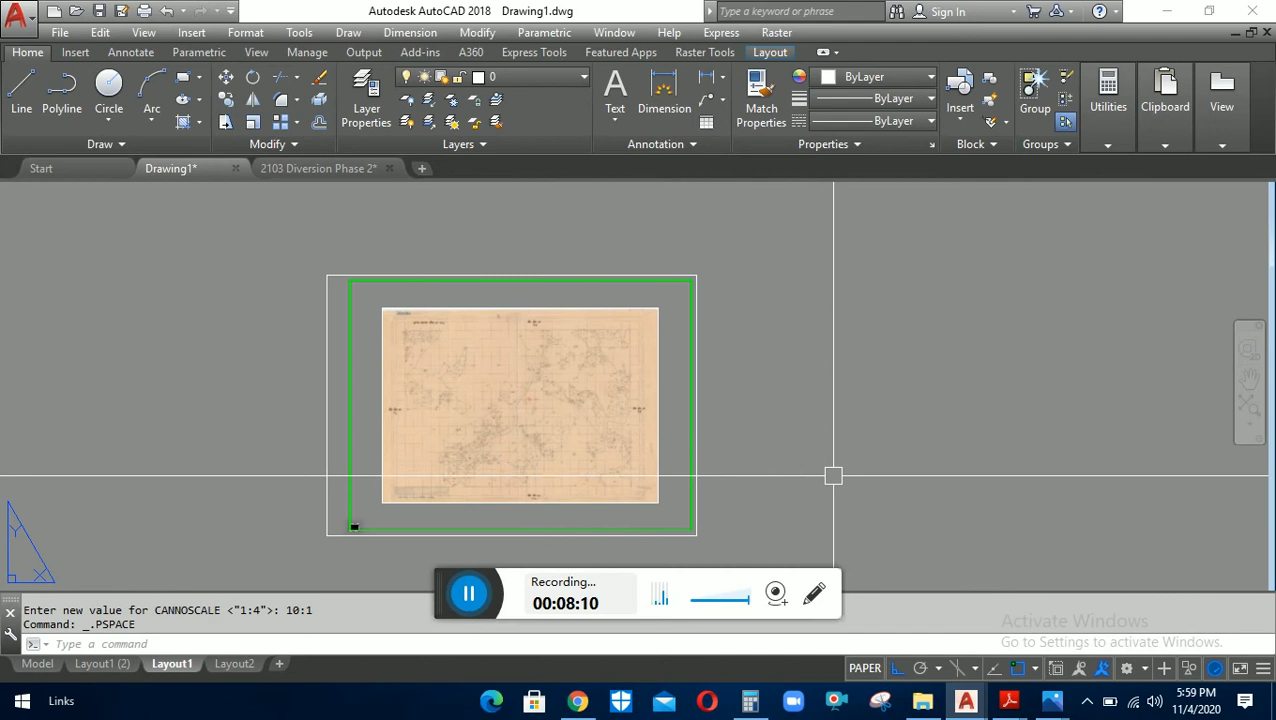 Autodesk AutoCAD 2018 Drawing1.dwg
Type a keyword or phrase
Sign In
File Edit View Insert Format Tools Draw Dimension Modify Parametric Window Help Express Raster
Home Insert Annotate Parametric View Manage Output Add-ins A360 Express Tools Featured Apps Raster Tools Layout
Line Polyline Circle Arc
Layer Properties
0
Text Dimension
Match Properties
ByLayer
ByLayer
ByLayer
Insert
Group
Utilities
Clipboard
View
Draw Modify Layers Annotation Properties Block Groups
Start Drawing1* 2103 Diversion Phase 2*
Y
X
Recording...
00:08:10
Enter new value for CANNOSCALE <"1:4">: 10:1
Command: _.PSPACE
Type a command
Activate Windows
Go to Settings to activate Windows.
Model Layout1 (2) Layout1 Layout2
PAPER
Links
5:59 PM
11/4/2020